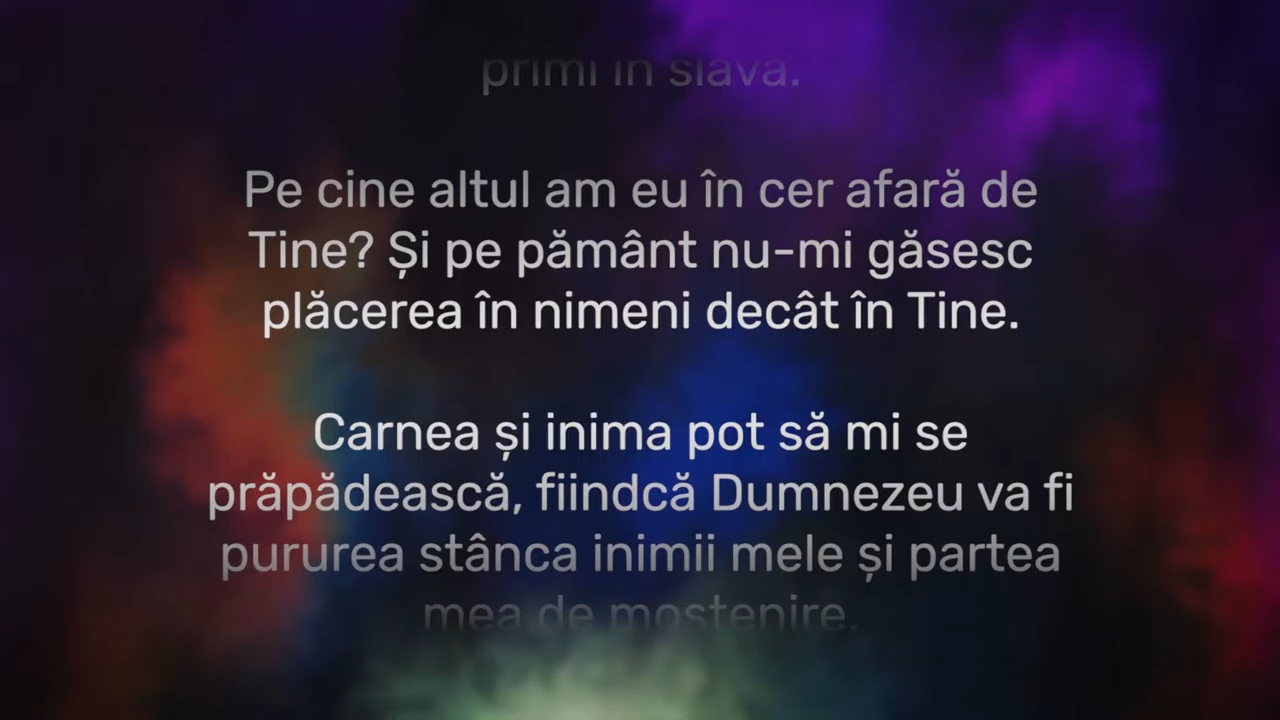 primi în slavă.
Pe cine altul am eu în cer afară de
Tine? Și pe pământ nu-mi găsesc
plăcerea în nimeni decât în Tine.
Carnea și inima pot să mi se
prăpădească, fiindcă Dumnezeu va fi
pururea stânca inimii mele și partea
mea de moștenire.